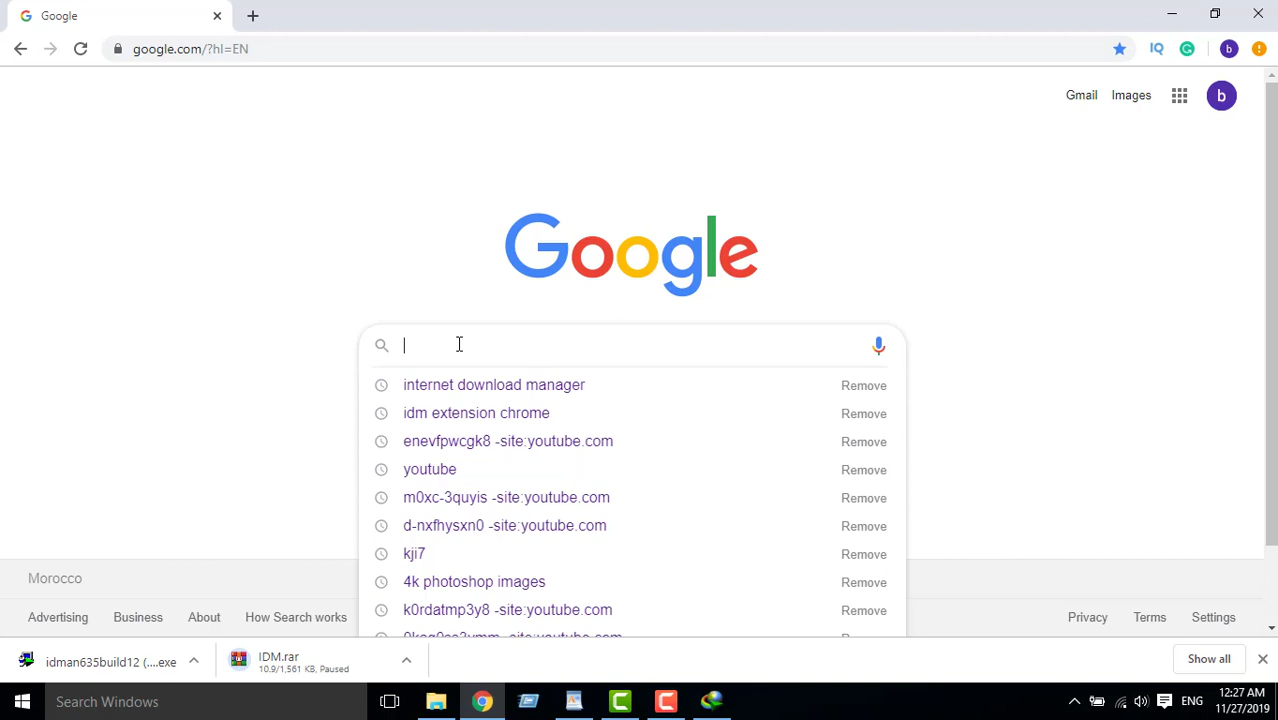 Google
google.com/?hl=EN
IQ
b
Gmail Images
b
Google
internet download manager Remove
idm extension chrome Remove
enevfpwcgk8 -site:youtube.com Remove
youtube Remove
m0xc-3quyis -site:youtube.com Remove
d-nxfhysxn0 -site:youtube.com Remove
kji7 Remove
4k photoshop images Remove
k0rdatmp3y8 -site:youtube.com Remove
Morocco
Advertising Business About How Search works Privacy Terms Settings
idman635build12 (....exe
IDM.rar
10.9/1,561 KB, Paused
Show all
Search Windows
ENG
12:27 AM
11/27/2019